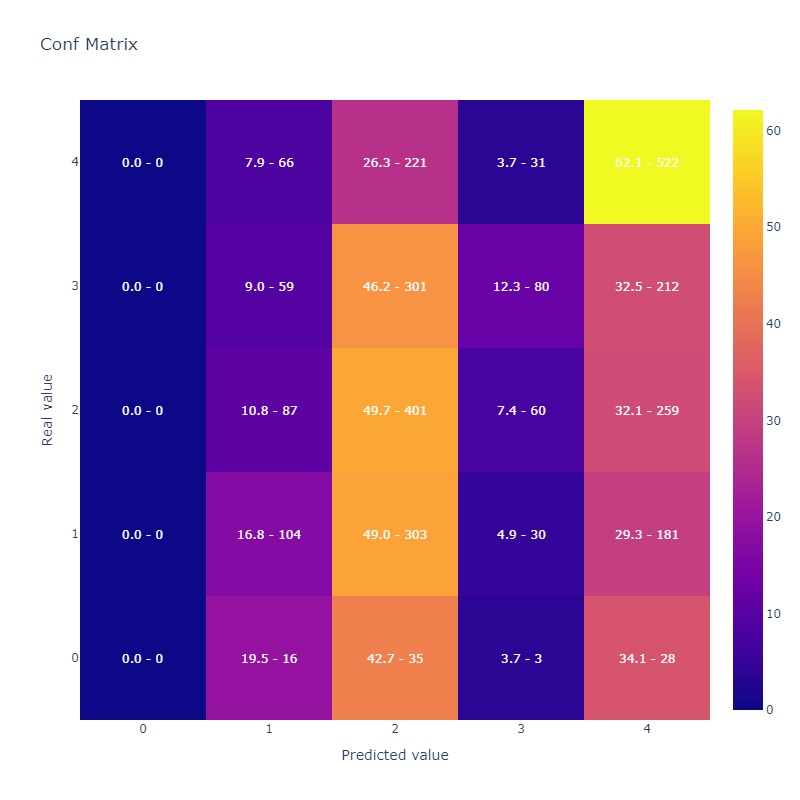 Conf Matrix
4 0.0 - 0 7.9 - 66 26.3 - 221 3.7 - 31 62.1 - 522
3 0.0 - 0 9.0 - 59 46.2 - 301 12.3 - 80 32.5 - 212
2 0.0 - 0 10.8 - 87 49.7 - 401 7.4 - 60 32.1 - 259
1 0.0 - 0 16.8 - 104 49.0 - 303 4.9 - 30 29.3 - 181
0 0.0 - 0 19.5 - 16 42.7 - 35 3.7 - 3 34.1 - 28
0 1 2 3 4
Predicted value
Real value
60
50
40
30
20
10
0